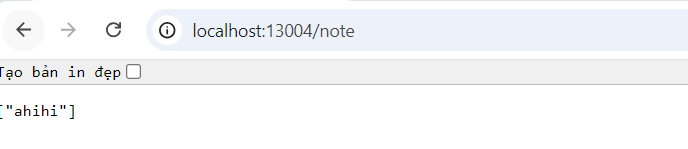 localhost:13004/note
Tạo bản in đẹp
["ahihi"]